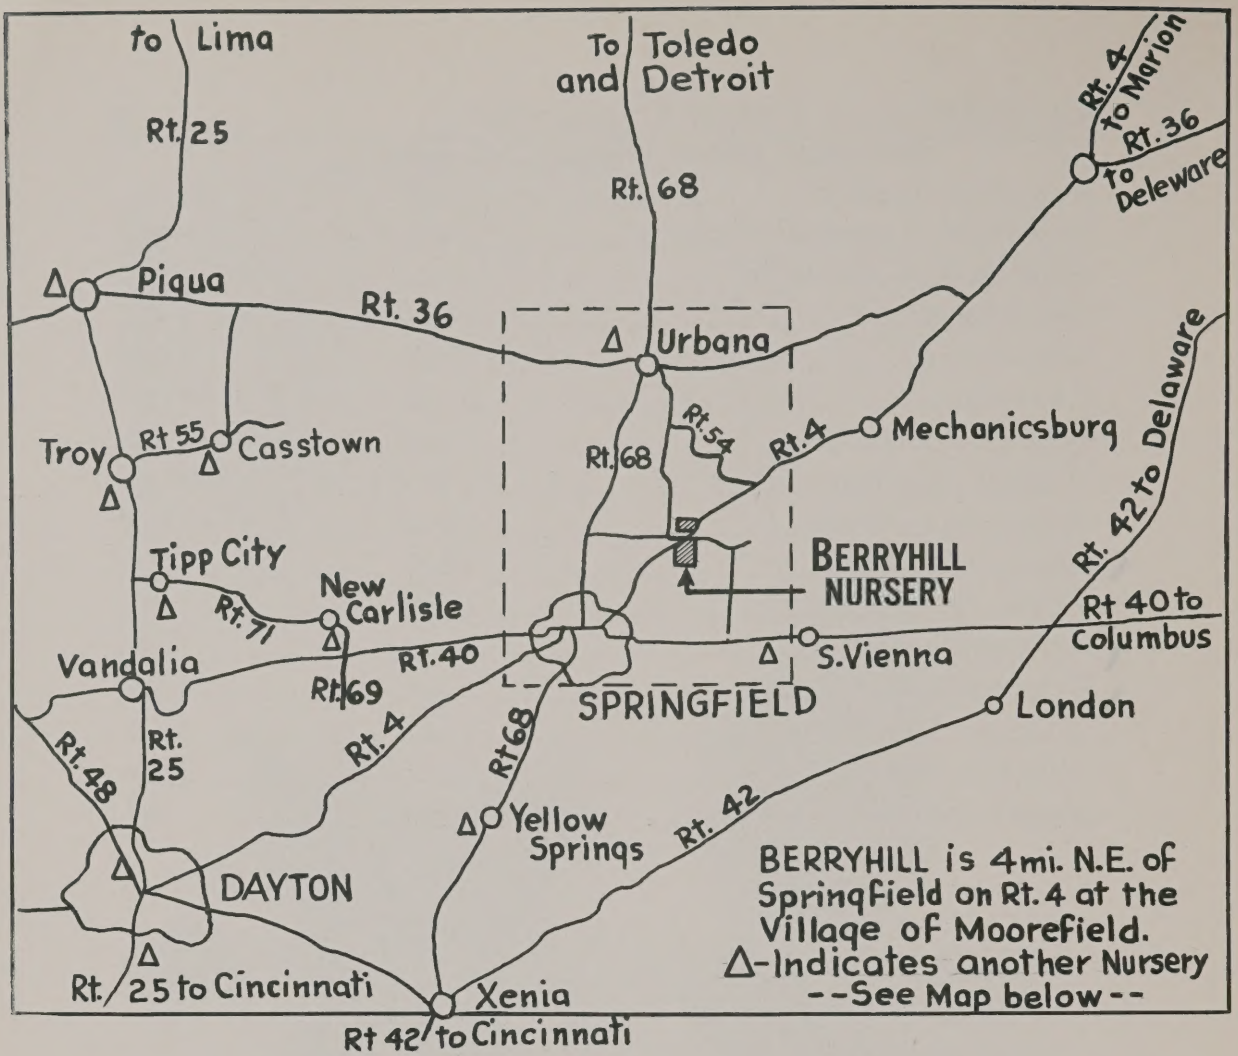 to Lima
To Toledo
and Detroit
Rt. 4
to Marion
Rt. 36
to
Deleware
Rt. 25
Rt. 68
Δ Piqua
Rt. 36
Δ Urbana
Rt 55
Troy
Δ
Casstown
Δ
Rt. 68
Rt. 54
Rt. 4
Mechanicsburg
Rt. 42 to Delaware
Tipp City
Δ
Rt. 71
New
Carlisle
Δ
BERRYHILL
NURSERY
Rt 40 to
Columbus
Vandalia
Rt. 40
Rt. 69
Δ S.Vienna
SPRINGFIELD
London
Rt. 48
Rt.
25
Rt. 4
Rt 68
Δ Yellow
Springs
Rt. 42
Δ
DAYTON
Δ
Rt. 25 to Cincinnati
Xenia
Rt 42 to Cincinnati
BERRYHILL is 4mi. N.E. of
Springfield on Rt. 4 at the
Village of Moorefield.
Δ-Indicates another Nursery
--See Map below--